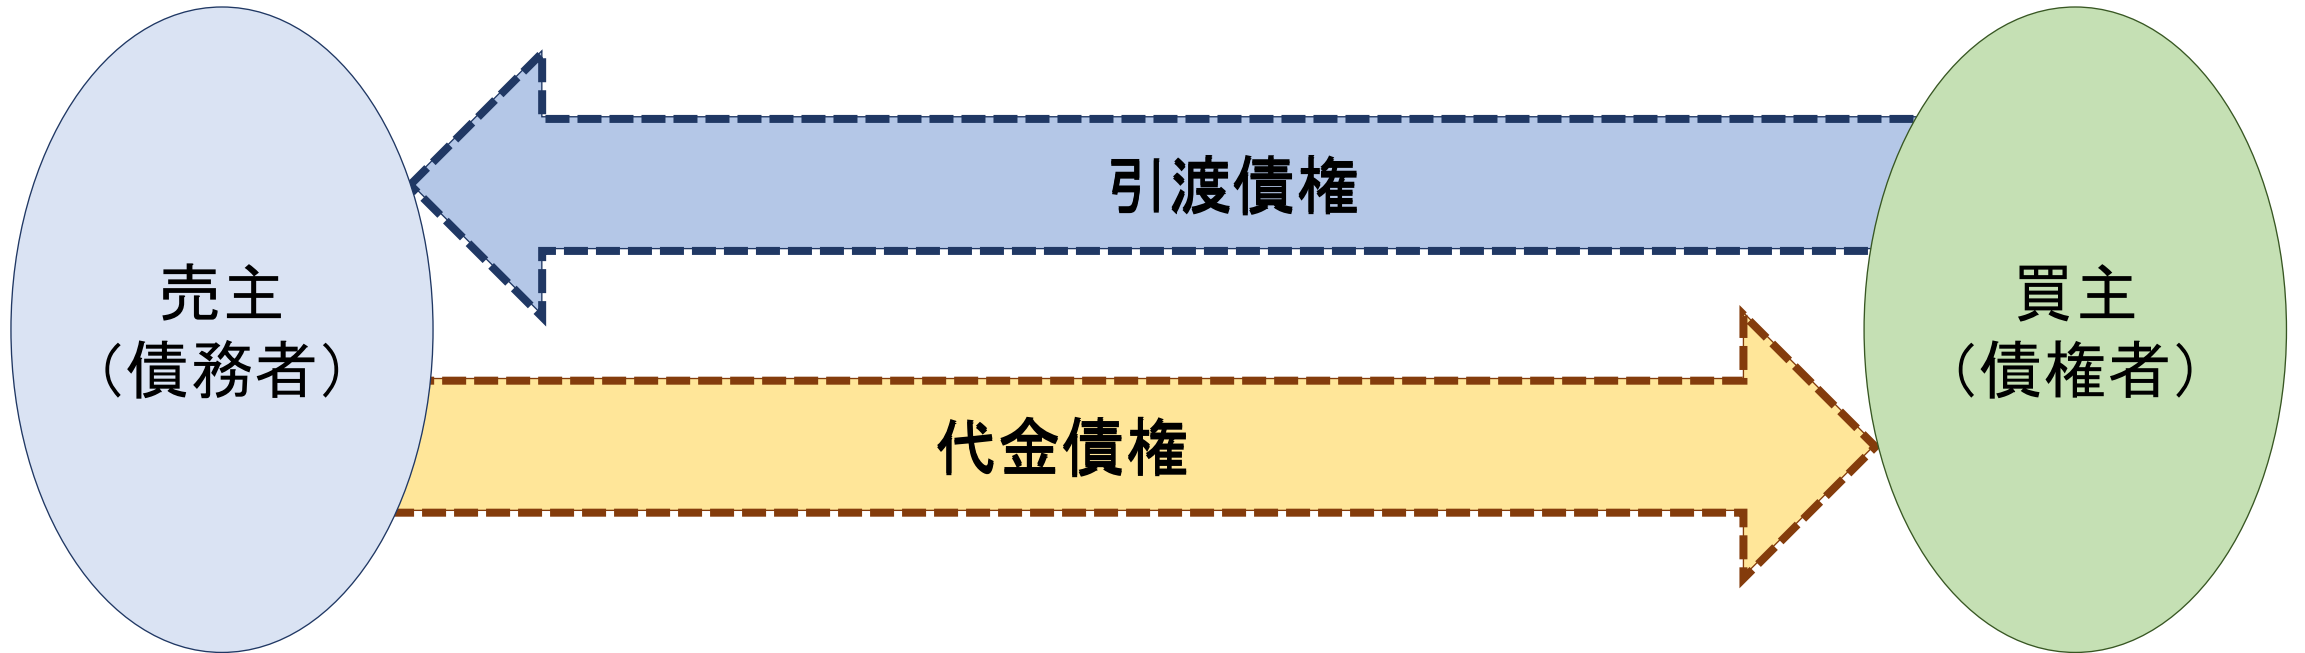 引渡債権
売主
（債務者）
買主
（債権者）
代金債権